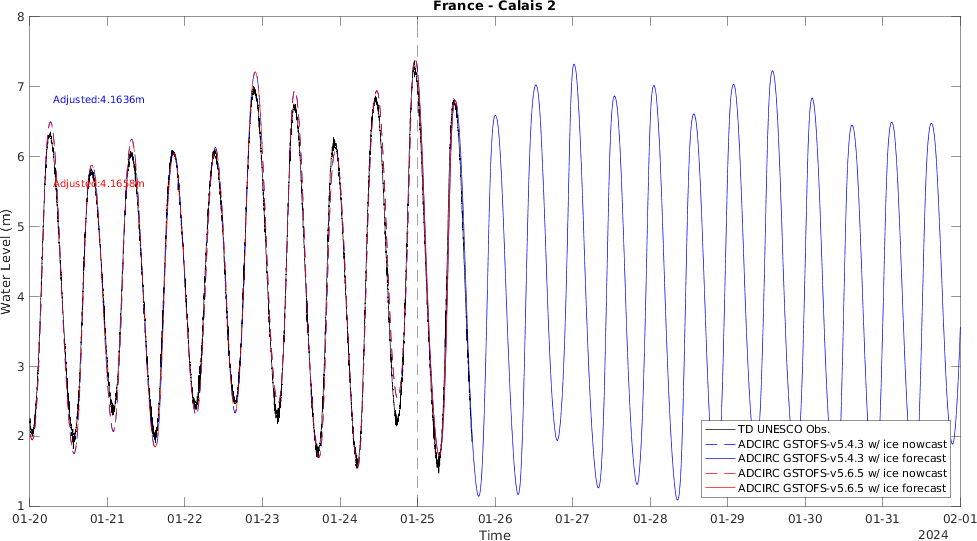 France - Calais 2
8
7
6
5
4
3
2
1
Water Level (m)
Adjusted:4.1636m
Adjusted:4.1658m
TD UNESCO Obs.
ADCIRC GSTOFS-v5.4.3 w/ ice nowcast
ADCIRC GSTOFS-v5.4.3 w/ ice forecast
ADCIRC GSTOFS-v5.6.5 w/ ice nowcast
ADCIRC GSTOFS-v5.6.5 w/ ice forecast
01-20 01-21 01-22 01-23 01-24 01-25 01-26 01-27 01-28 01-29 01-30 01-31 02-01
Time
2024